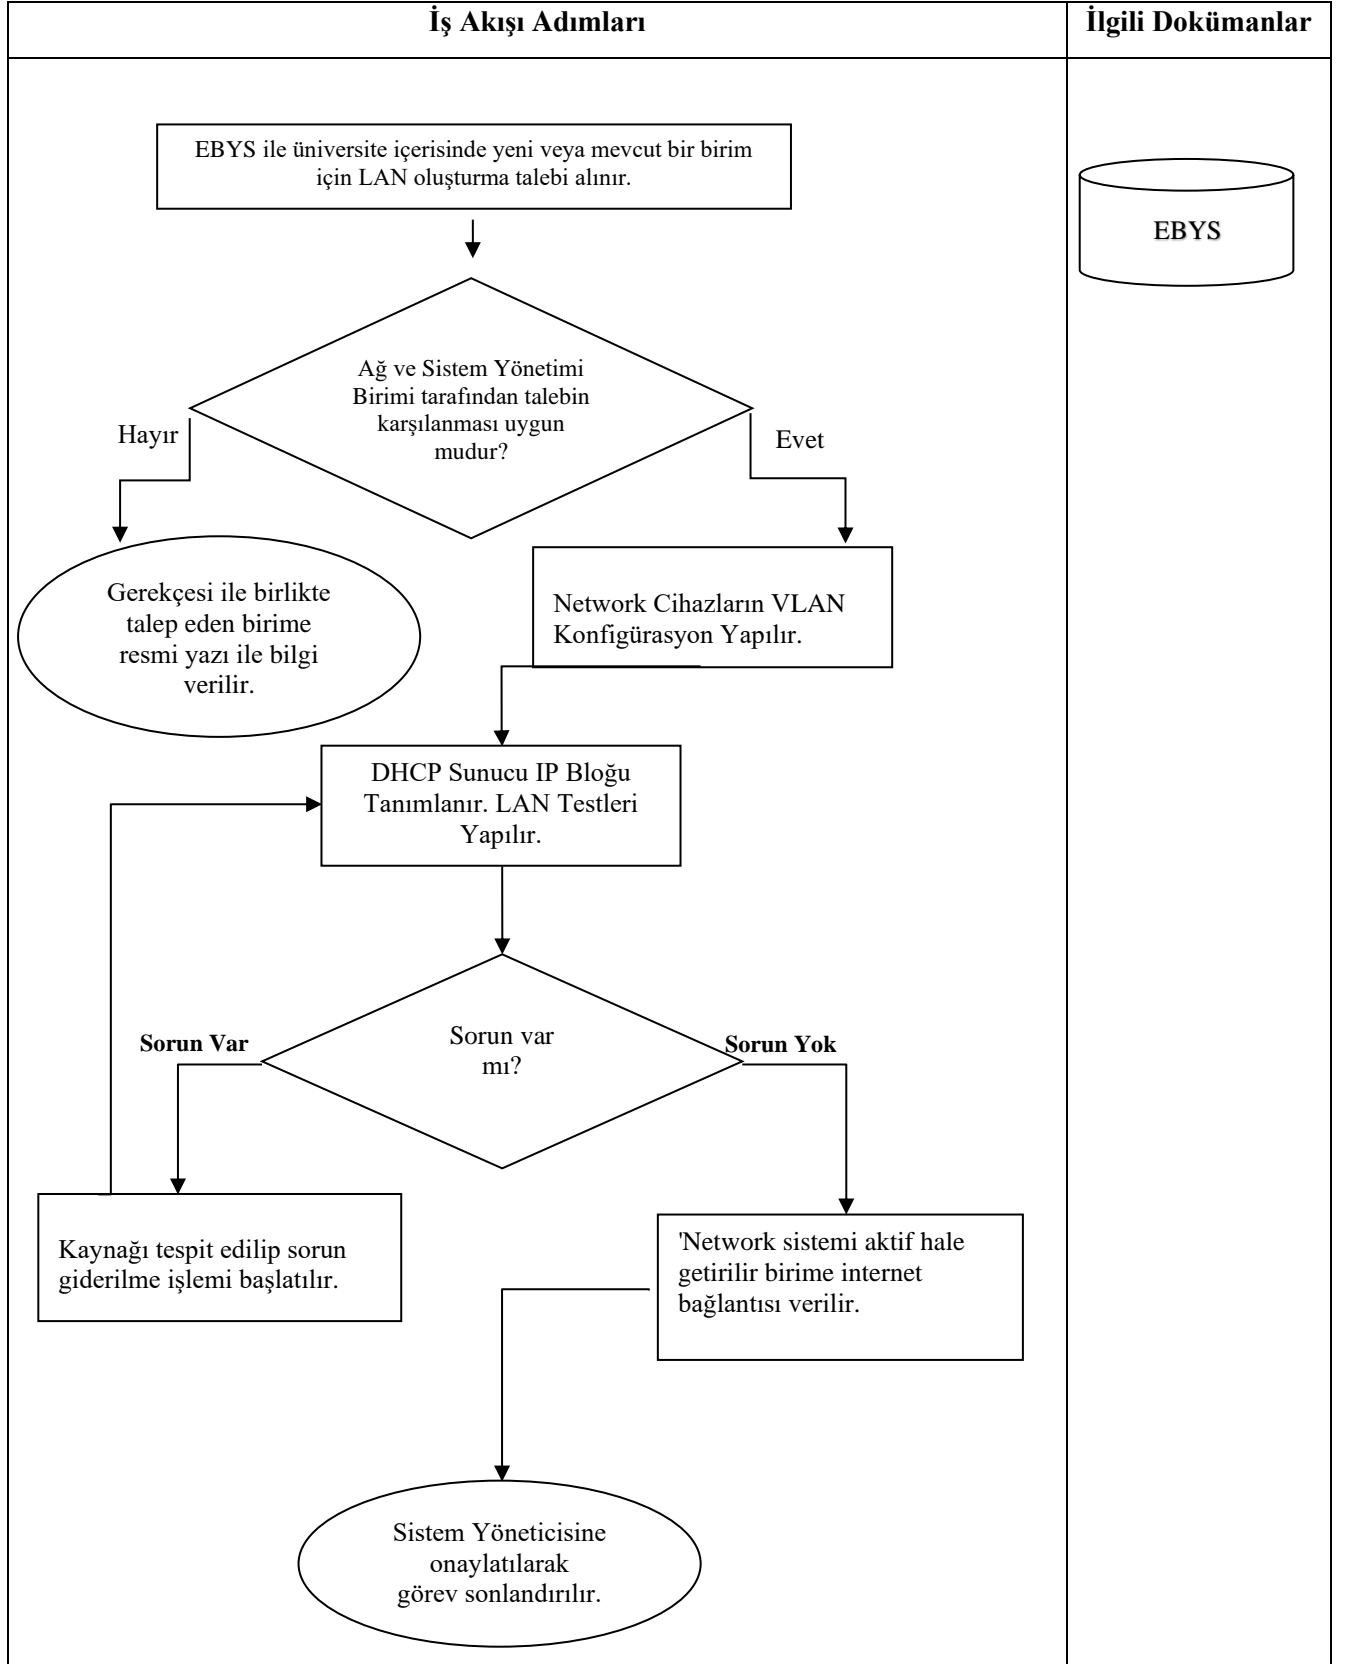 İş Akışı Adımları
İlgili Dokümanlar
EBYS ile üniversite içerisinde yeni veya mevcut bir birim
için LAN oluşturma talebi alınır.
EBYS
Ağ ve Sistem Yönetimi
Birimi tarafından talebin
karşılanması uygun
mudur?
Hayır
Evet
Gerekçesi ile birlikte
talep eden birime
resmi yazı ile bilgi
verilir.
Network Cihazların VLAN
Konfigürasyon Yapılır.
DHCP Sunucu IP Bloğu
Tanımlanır. LAN Testleri
Yapılır.
Sorun var
mı?
Sorun Var
Sorun Yok
Kaynağı tespit edilip sorun
giderilme işlemi başlatılır.
'Network sistemi aktif hale
getirilir birime internet
bağlantısı verilir.
Sistem Yöneticisine
onaylatılarak
görev sonlandırılır.